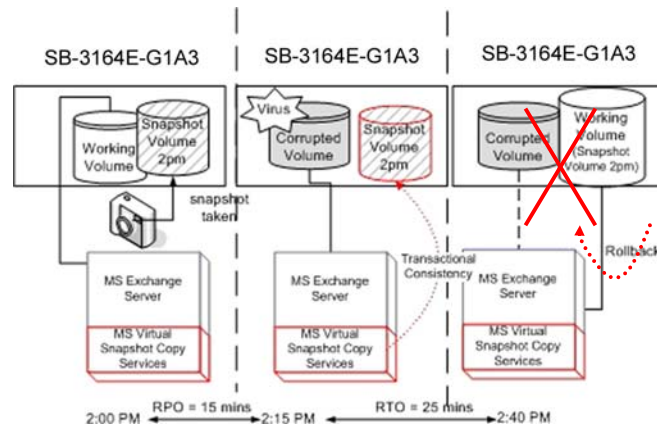 SB-3164E-G1A3
Working
Volume
Snapshot
Volume
2pm
snapshot
taken
MS Exchange
Server
MS Virtual
Snapshot Copy
Services
SB-3164E-G1A3
Virus
Corrupted
Volume
Snapshot
Volume
2pm
Transactional
Consistency
MS Exchange
Server
MS Virtual
Snapshot Copy
Services
SB-3164E-G1A3
Corrupted
Volume
Working
Volume
(Snapshot
Volume 2pm)
Rollback
MS Exchange
Server
MS Virtual
Snapshot Copy
Services
RPO = 15 mins
RTO = 25 mins
2:00 PM
2:15 PM
2:40 PM